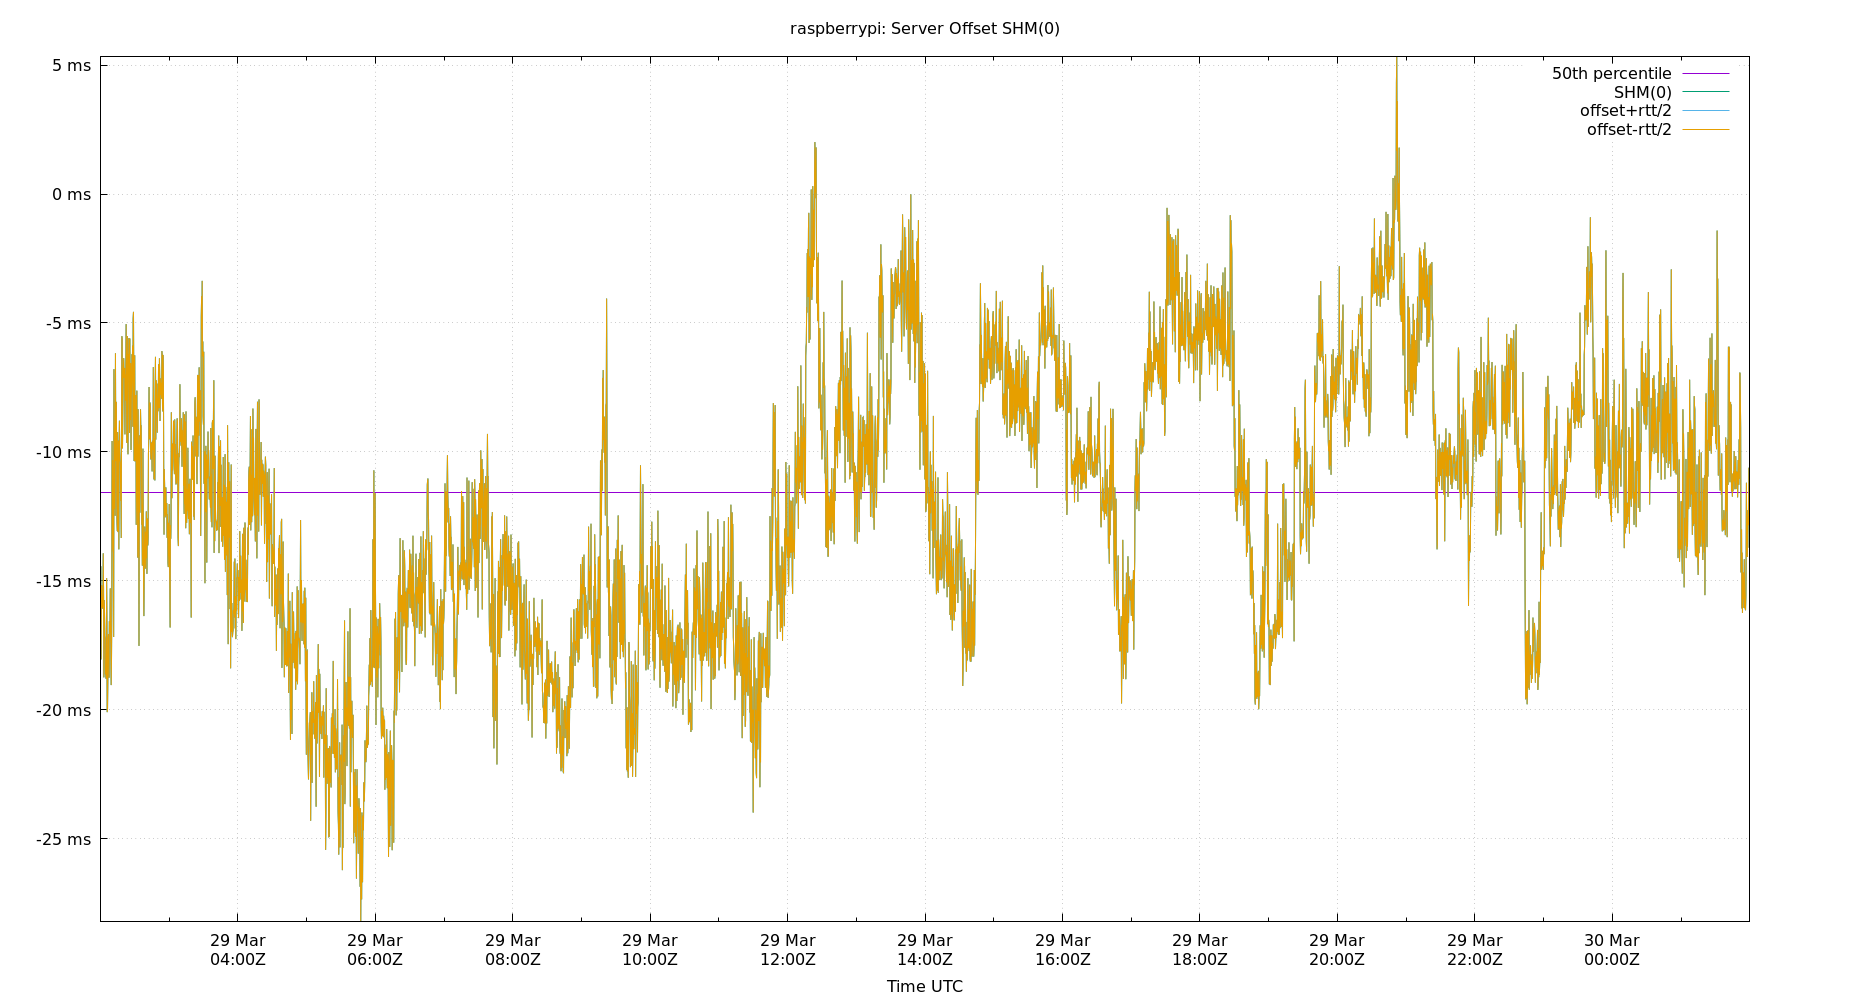 raspberrypi: Server Offset SHM(0)
5 ms
0 ms
-5 ms
-10 ms
-15 ms
-20 ms
-25 ms
50th percentile
SHM(0)
offset+rtt/2
offset-rtt/2
29 Mar
04:00Z
29 Mar
06:00Z
29 Mar
08:00Z
29 Mar
10:00Z
29 Mar
12:00Z
29 Mar
14:00Z
29 Mar
16:00Z
29 Mar
18:00Z
29 Mar
20:00Z
29 Mar
22:00Z
30 Mar
00:00Z
Time UTC